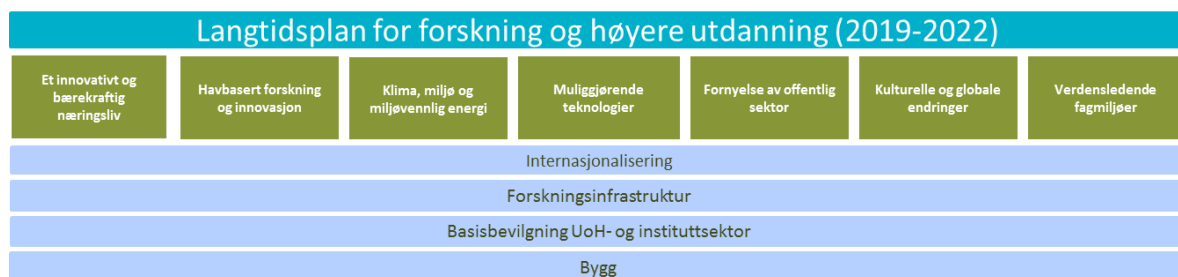 Langtidsplan for forskning og høyere utdanning (2019-2022)
Et innovativt og
bærekraftig
næringsliv
Havbasert forskning
og innovasjon
Klima, miljø og
miljøvennlig energi
Muliggjørende
teknologier
Fornyelse av offentlig
sektor
Kulturelle og globale
endringer
Verdensledende
fagmiljøer
Internasjonalisering
Forskningsinfrastruktur
Basisbevilgning UoH- og instituttsektor
Bygg